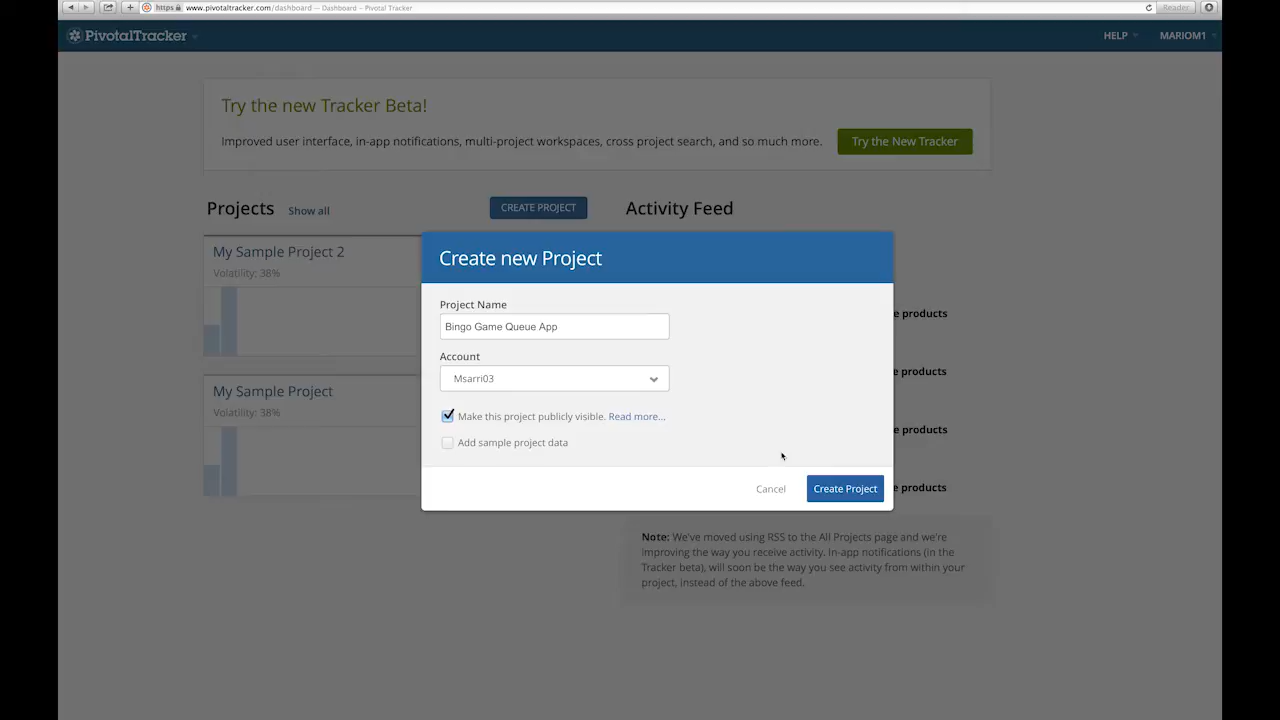 https www.pivotaltracker.com/dashboard — Dashboard – Pivotal Tracker
Reader
PivotalTracker
HELP
MARIOM1
Try the new Tracker Beta!
Improved user interface, in-app notifications, multi-project workspaces, cross project search, and so much more.
Try the New Tracker
Projects
Show all
CREATE PROJECT
Activity Feed
My Sample Project 2
Volatility: 38%
My Sample Project
Volatility: 38%
Create new Project
Project Name
Bingo Game Queue App
Account
Msarri03
Make this project publicly visible. Read more...
Add sample project data
Cancel
Create Project
e products
e products
e products
e products
Note: We've moved using RSS to the All Projects page and we're
improving the way you receive activity. In-app notifications (in the
Tracker beta), will soon be the way you see activity from within your
project, instead of the above feed.